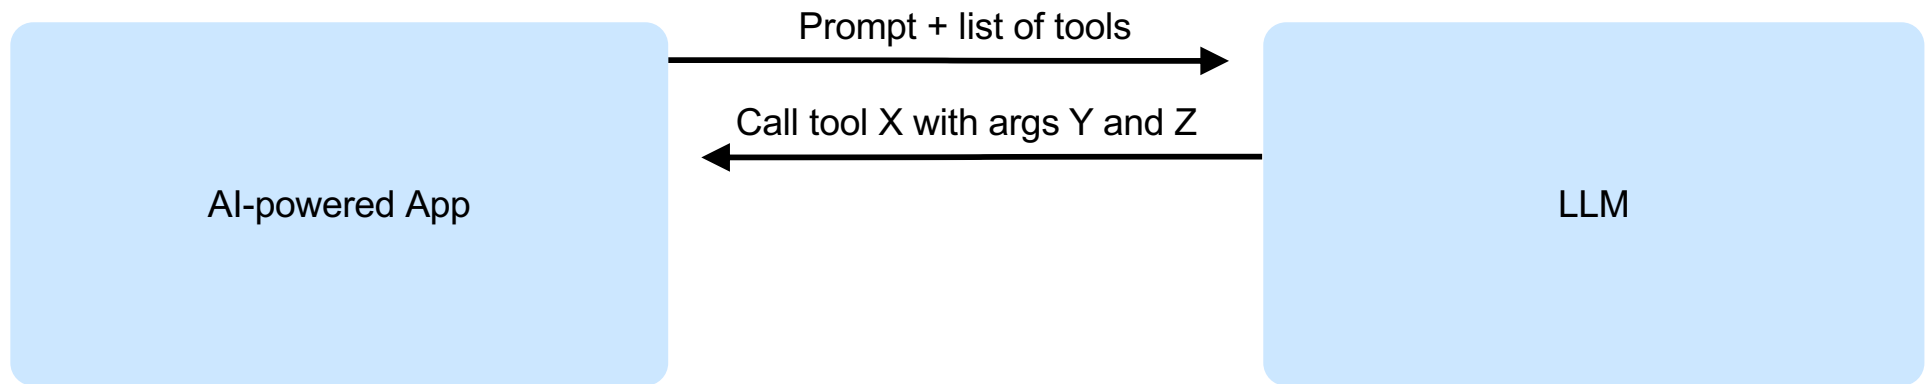 Prompt + list of tools
Call tool X with args Y and Z
AI-powered App
LLM